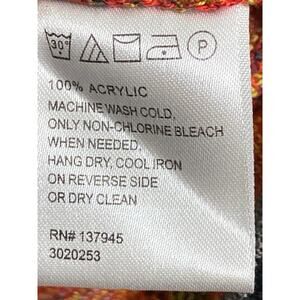 30°
P
100% ACRYLIC
MACHINE WASH COLD,
ONLY NON-CHLORINE BLEACH
WHEN NEEDED,
HANG DRY, COOL IRON
ON REVERSE SIDE
OR DRY CLEAN
RN# 137945
3020253